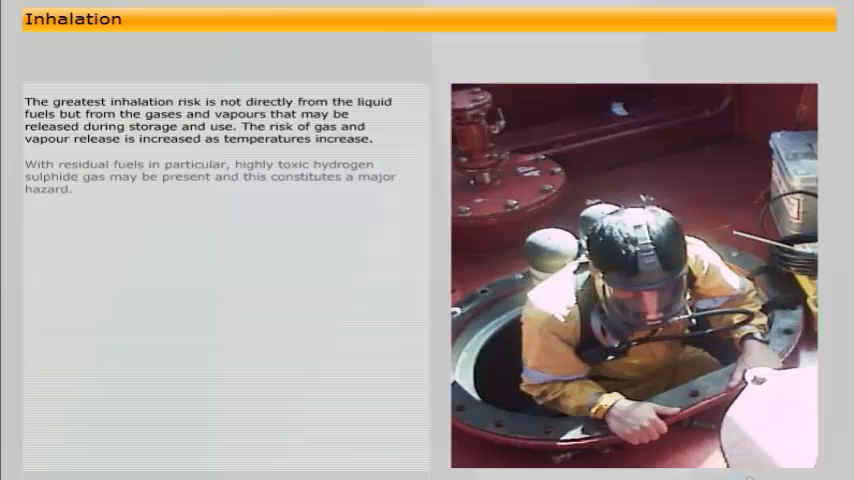 Inhalation
The greatest inhalation risk is not directly from the liquid
fuels but from the gases and vapours that may be
released during storage and use. The risk of gas and
vapour release is increased as temperatures increase.
With residual fuels in particular, highly toxic hydrogen
sulphide gas may be present and this constitutes a major
hazard.